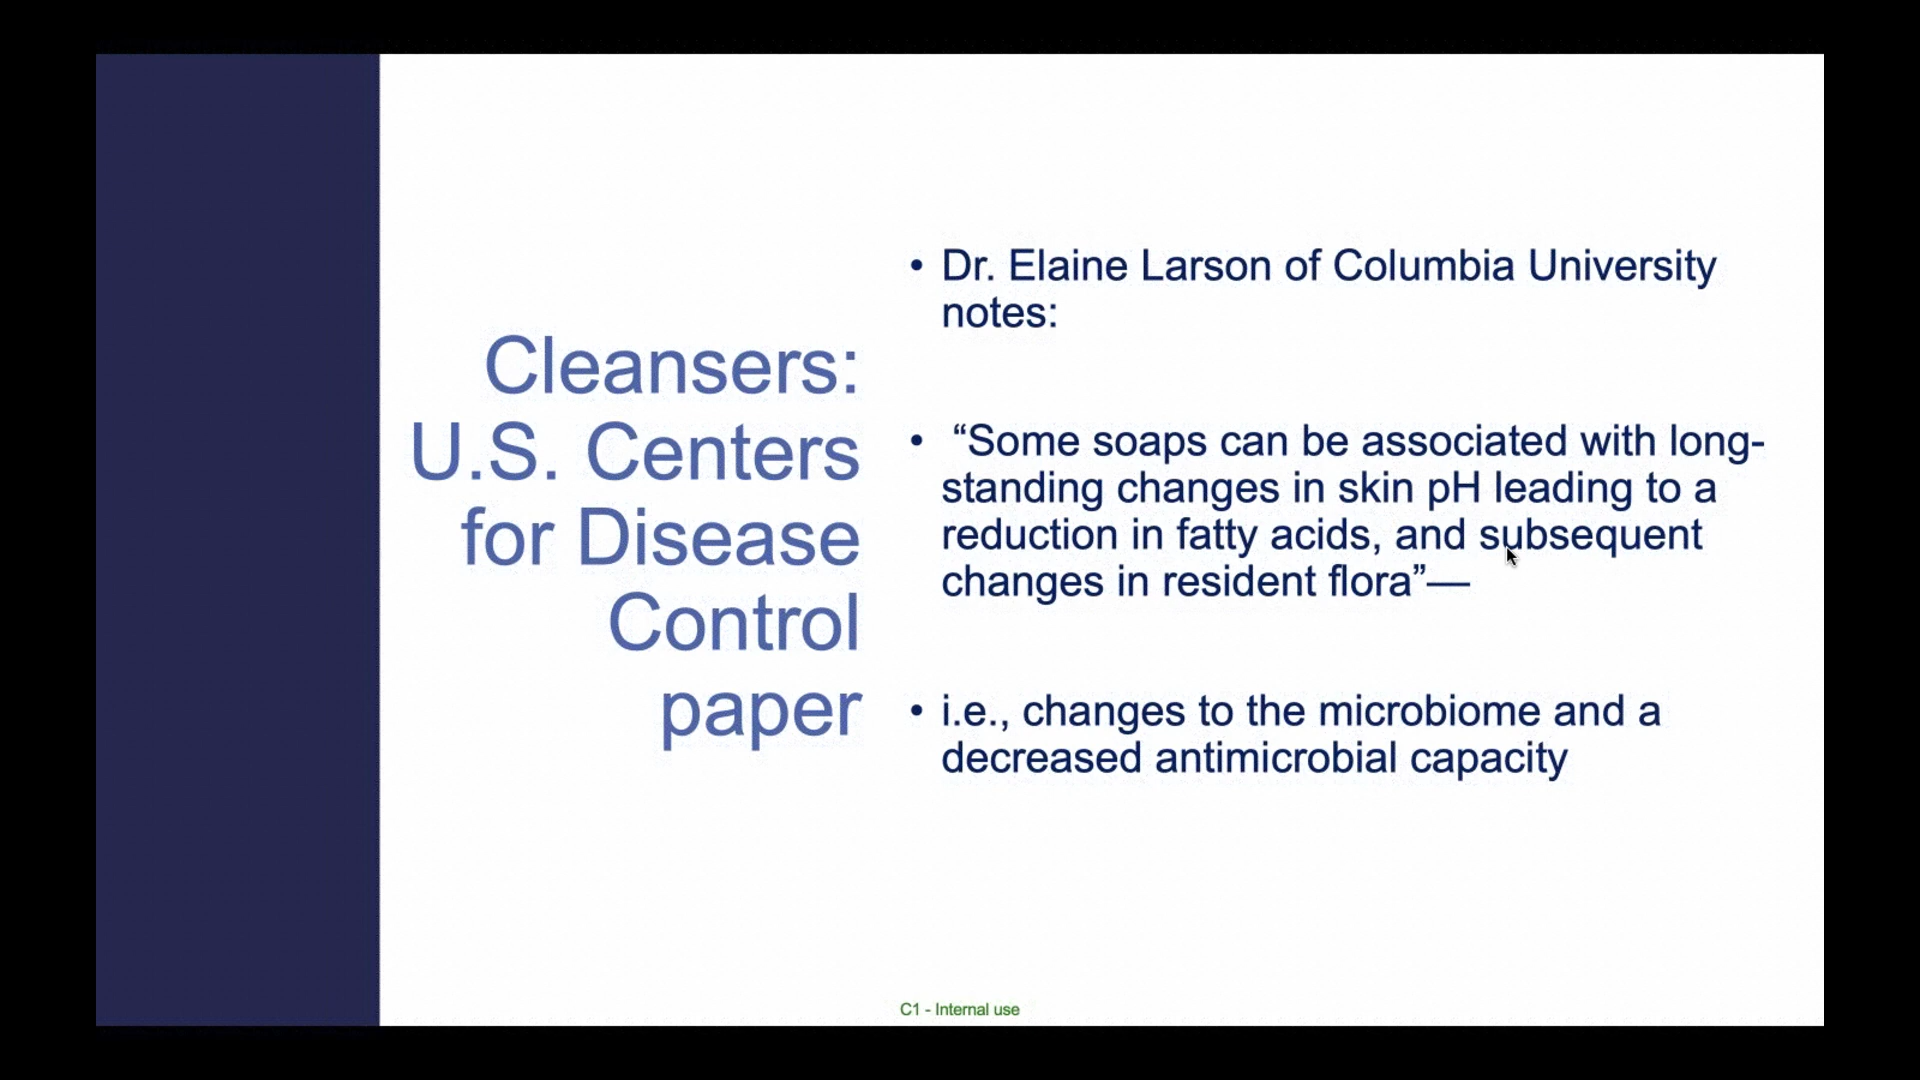 Cleansers:
U.S. Centers
for Disease
Control
paper
• Dr. Elaine Larson of Columbia University
notes:
• “Some soaps can be associated with long-
standing changes in skin pH leading to a
reduction in fatty acids, and subsequent
changes in resident flora”—
• i.e., changes to the microbiome and a
decreased antimicrobial capacity
C1 - Internal use